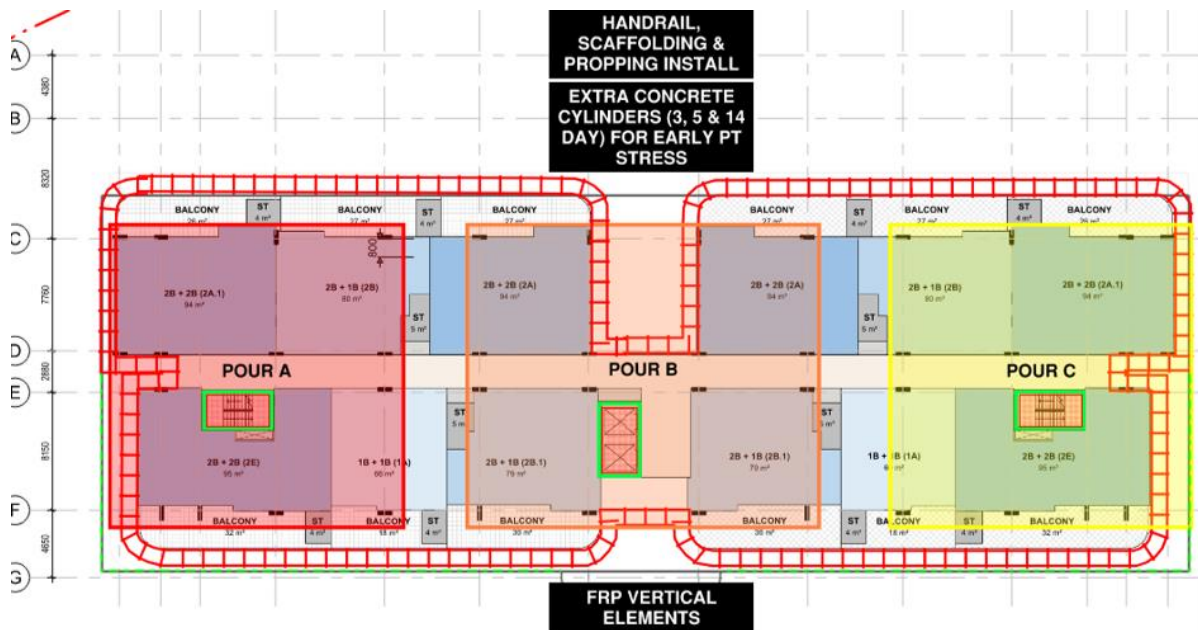 HANDRAIL,
SCAFFOLDING &
PROPPING INSTALL
EXTRA CONCRETE
CYLINDERS (3, 5 & 14
DAY) FOR EARLY PT
STRESS
A
4380
B
8320
C
7760
D
2880
E
8150
F
4650
G
BALCONY
26 m²
ST
4 m²
BALCONY
27 m²
ST
4 m²
BALCONY
27 m²
BALCONY
27 m²
ST
4 m²
BALCONY
27 m²
ST
4 m²
BALCONY
26 m²
800
2B + 2B (2A.1)
94 m²
2B + 1B (2B)
80 m²
2B + 2B (2A)
94 m²
2B + 2B (2A)
94 m²
2B + 1B (2B)
80 m²
2B + 2B (2A.1)
94 m²
ST
5 m²
ST
5 m²
POUR A
POUR B
POUR C
ST
5 m²
ST
5 m²
2B + 2B (2E)
95 m²
1B + 1B (1A)
66 m²
2B + 1B (2B.1)
79 m²
2B + 1B (2B.1)
79 m²
1B + 1B (1A)
2B + 2B (2E)
95 m²
BALCONY
32 m²
ST
4 m²
BALCONY
18 m²
ST
4 m²
BALCONY
30 m²
BALCONY
30 m²
ST
4 m²
BALCONY
18 m²
ST
4 m²
BALCONY
32 m²
FRP VERTICAL
ELEMENTS